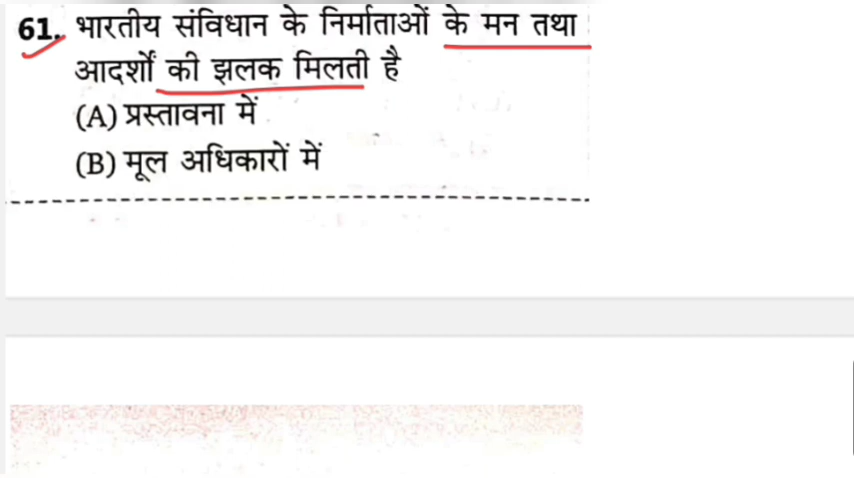 61. भारतीय संविधान के निर्माताओं के मन तथा
आदर्शों की झलक मिलती है
(A) प्रस्तावना में
(B) मूल अधिकारों में